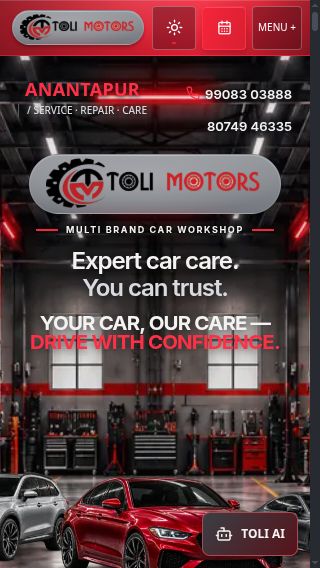 TOLI MOTORS
MENU +
ANANTAPUR
/ SERVICE · REPAIR · CARE
99083 03888
80749 46335
TOLI MOTORS
MULTI BRAND CAR WORKSHOP
Expert car care.
You can trust.
YOUR CAR, OUR CARE —
DRIVE WITH CONFIDENCE.
TOLI AI